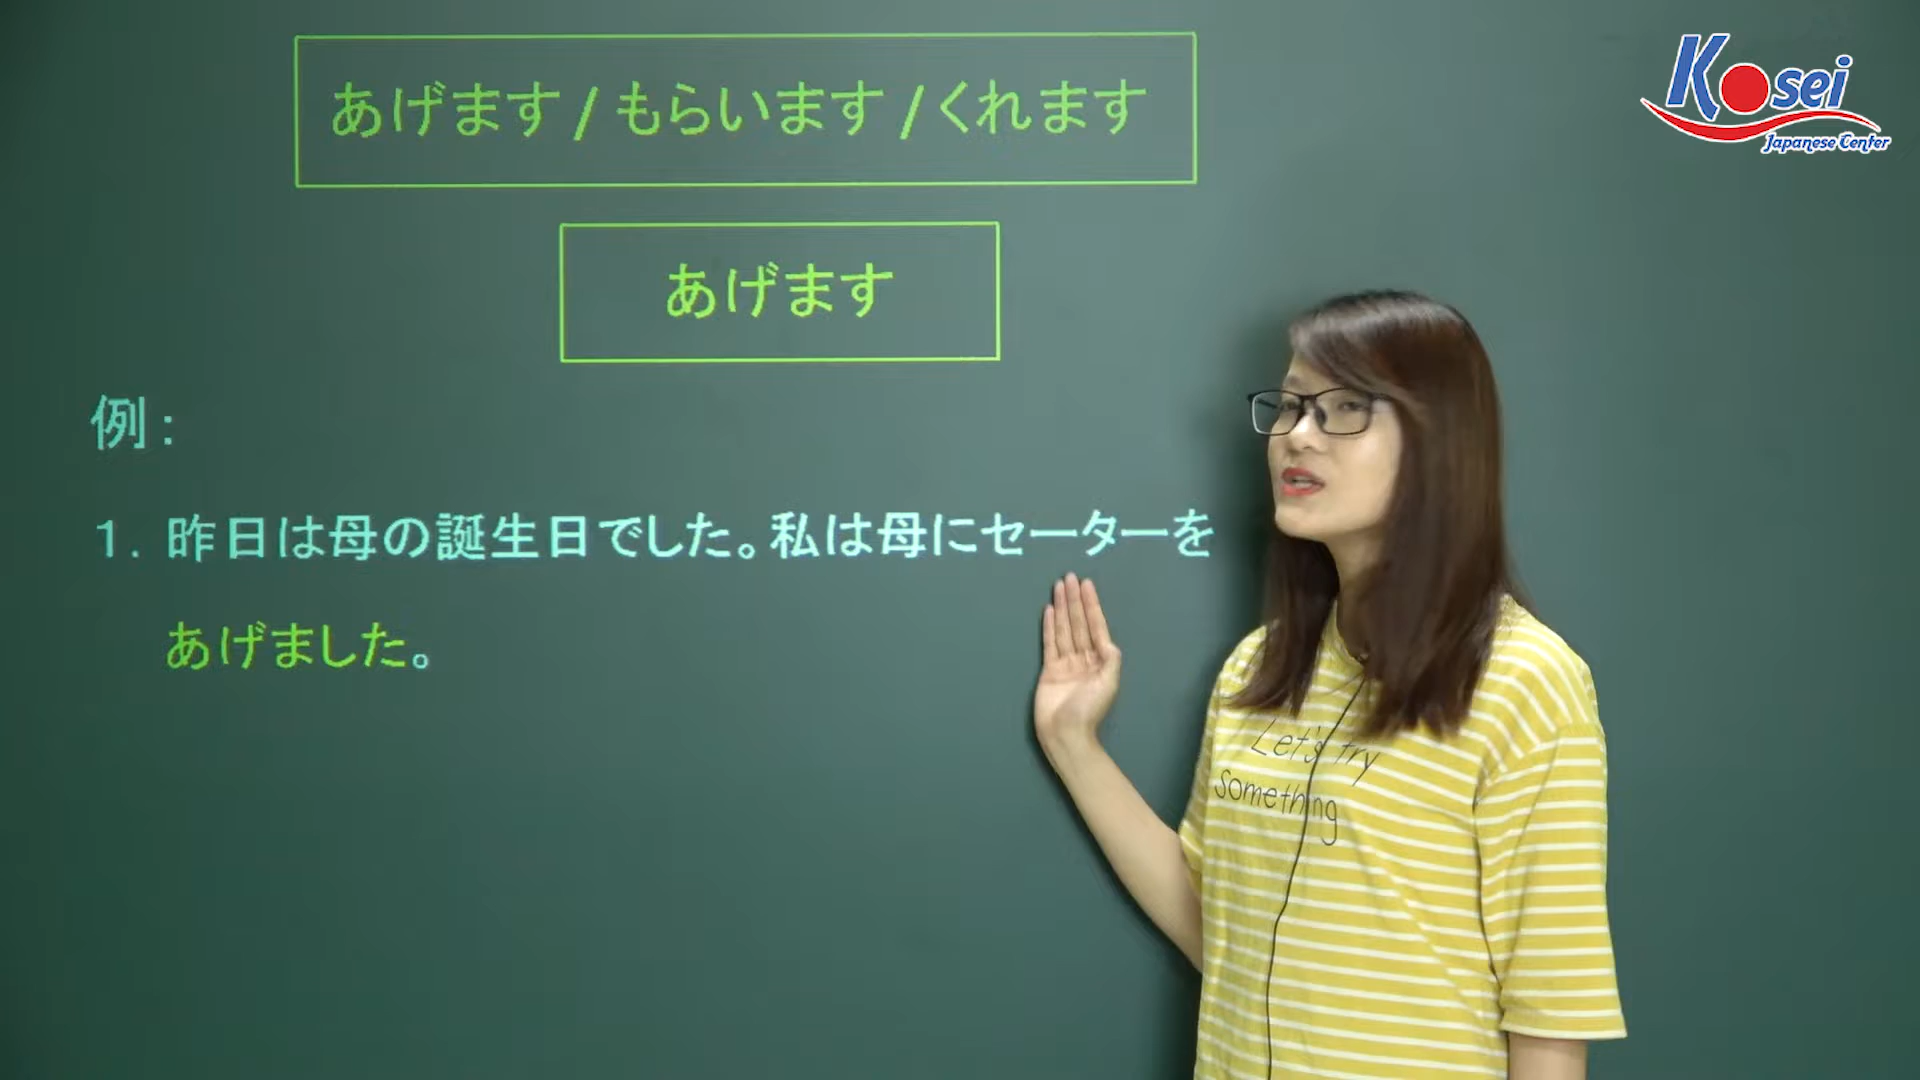 あげます / もらいます / くれます
Kosei
Japanese Center
あげます
例:
1. 昨日は母の誕生日でした。私は母にセーターを
あげました。
Let's try
something